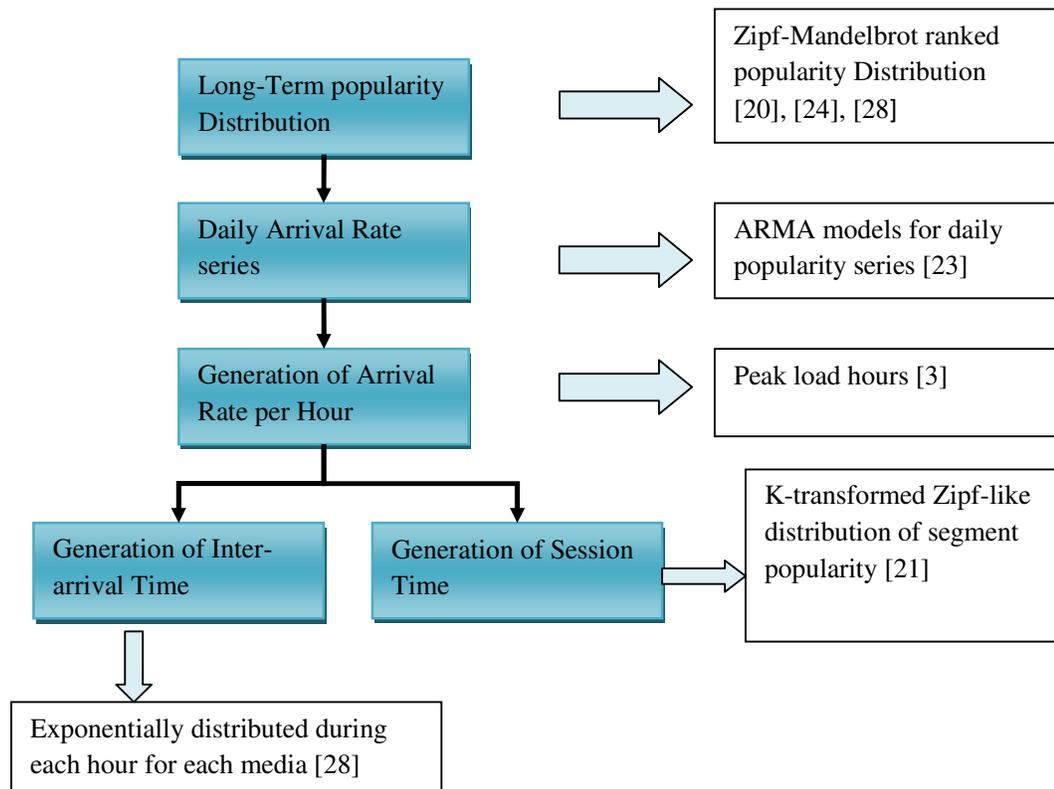 Long-Term popularity
Distribution
Zipf-Mandelbrot ranked
popularity Distribution
[20], [24], [28]
Daily Arrival Rate
series
ARMA models for daily
popularity series [23]
Generation of Arrival
Rate per Hour
Peak load hours [3]
Generation of Inter-
arrival Time
Generation of Session
Time
K-transformed Zipf-like
distribution of segment
popularity [21]
Exponentially distributed during
each hour for each media [28]